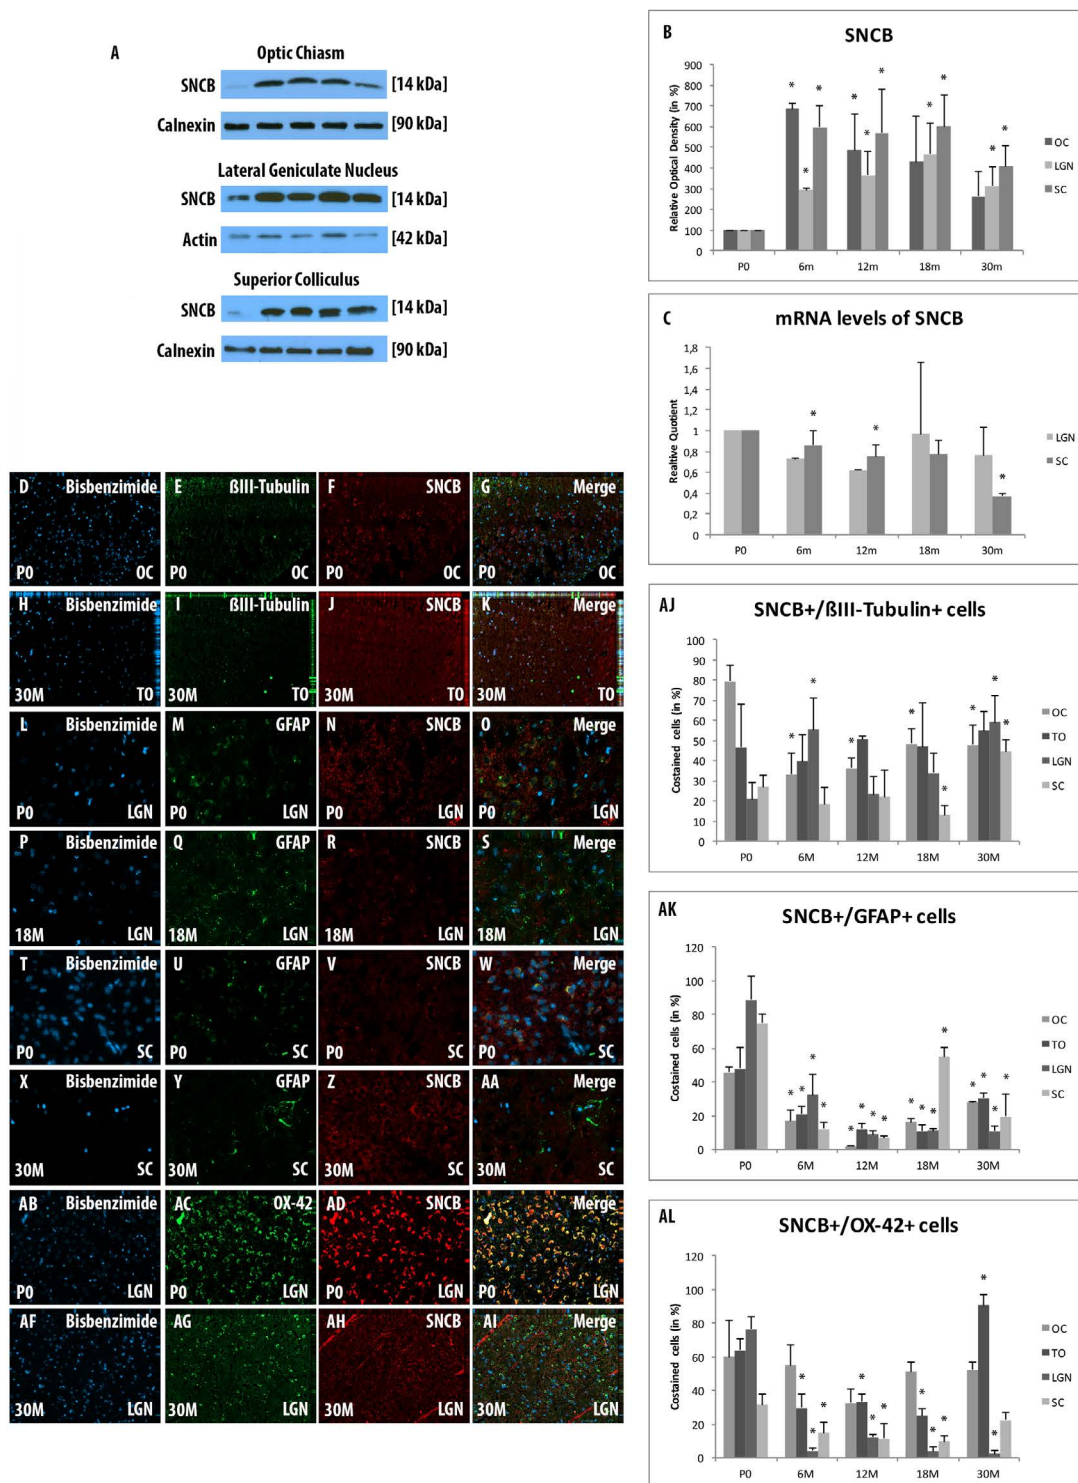 A
Optic Chiasm
SNCB [14 kDa]
Calnexin [90 kDa]
Lateral Geniculate Nucleus
SNCB [14 kDa]
Actin [42 kDa]
Superior Colliculus
SNCB [14 kDa]
Calnexin [90 kDa]
B SNCB
Relative Optical Density (in %)
900
800
700
600
500
400
300
200
100
0
* * * * * * * * * *
P0 6m 12m 18m 30m
OC
LGN
SC
C mRNA levels of SNCB
Realtive Quotient
1,8
1,6
1,4
1,2
1
0,8
0,6
0,4
0,2
0
* * *
P0 6m 12m 18m 30m
LGN
SC
D Bisbenzimide E ßIII-Tubulin F SNCB G Merge
P0 OC P0 OC P0 OC P0 OC
H Bisbenzimide I ßIII-Tubulin J SNCB K Merge
30M TO 30M TO 30M TO 30M TO
L Bisbenzimide M GFAP N SNCB O Merge
P0 LGN P0 LGN P0 LGN P0 LGN
P Bisbenzimide Q GFAP R SNCB S Merge
18M LGN 18M LGN 18M LGN 18M LGN
T Bisbenzimide U GFAP V SNCB W Merge
P0 SC P0 SC P0 SC P0 SC
X Bisbenzimide Y GFAP Z SNCB AA Merge
30M SC 30M SC 30M SC 30M SC
AB Bisbenzimide AC OX-42 AD SNCB Merge
P0 LGN P0 LGN P0 LGN P0 LGN
AF Bisbenzimide AG AH SNCB AI Merge
30M LGN 30M LGN 30M LGN 30M LGN
AJ SNCB+/ßIII-Tubulin+ cells
Costained cells (in %)
100
90
80
70
60
50
40
30
20
10
0
* * * * * * * *
P0 6M 12M 18M 30M
OC
TO
LGN
SC
AK SNCB+/GFAP+ cells
Costained cells (in %)
120
100
80
60
40
20
0
* * * * * * * * * * * * * * * *
P0 6M 12M 18M 30M
OC
TO
LGN
SC
AL SNCB+/OX-42+ cells
Costained cells (in %)
120
100
80
60
40
20
0
* * * * * * * * * * *
P0 6M 12M 18M 30M
OC
TO
LGN
SC